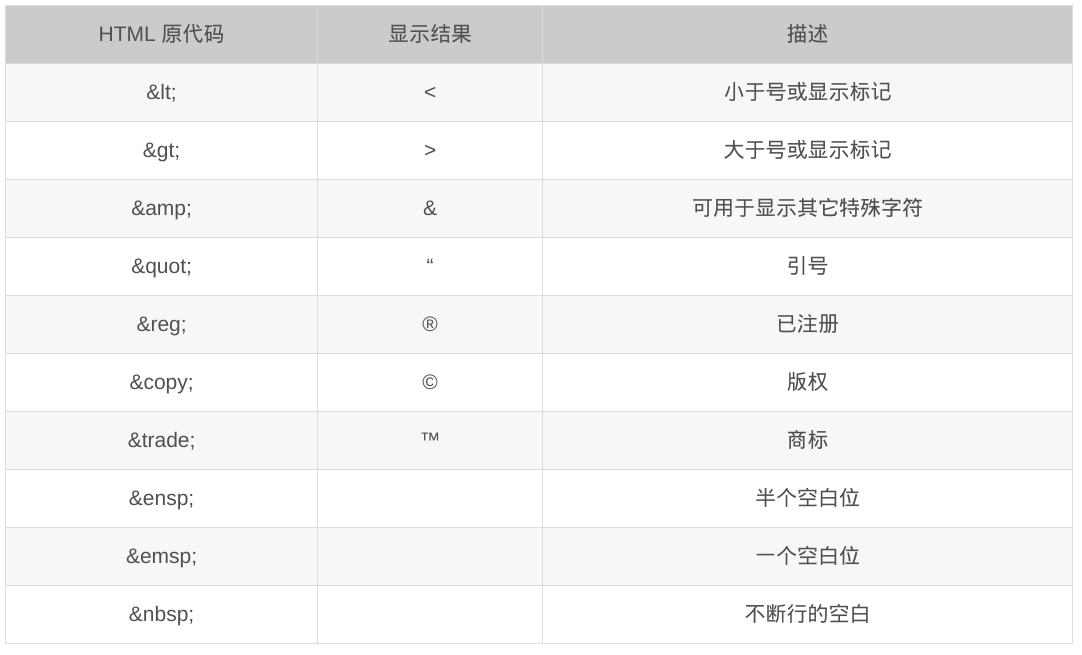 HTML 原代码 显示结果 描述
&lt; < 小于号或显示标记
&gt; > 大于号或显示标记
&amp; & 可用于显示其它特殊字符
&quot; “ 引号
&reg; ® 已注册
&copy; © 版权
&trade; ™ 商标
&ensp; 半个空白位
&emsp; 一个空白位
&nbsp; 不断行的空白